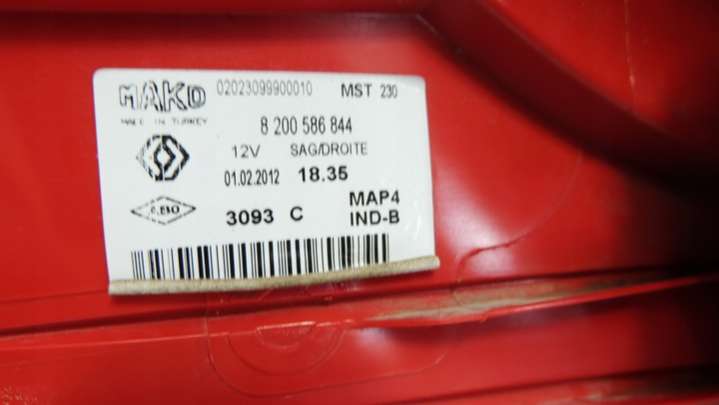 MAKO 02023099900010 MST 230
MADE IN TURKEY
8 200 586 844
12V SAG/DROITE
01.02.2012 18.35
3093 C MAP4
IND-B